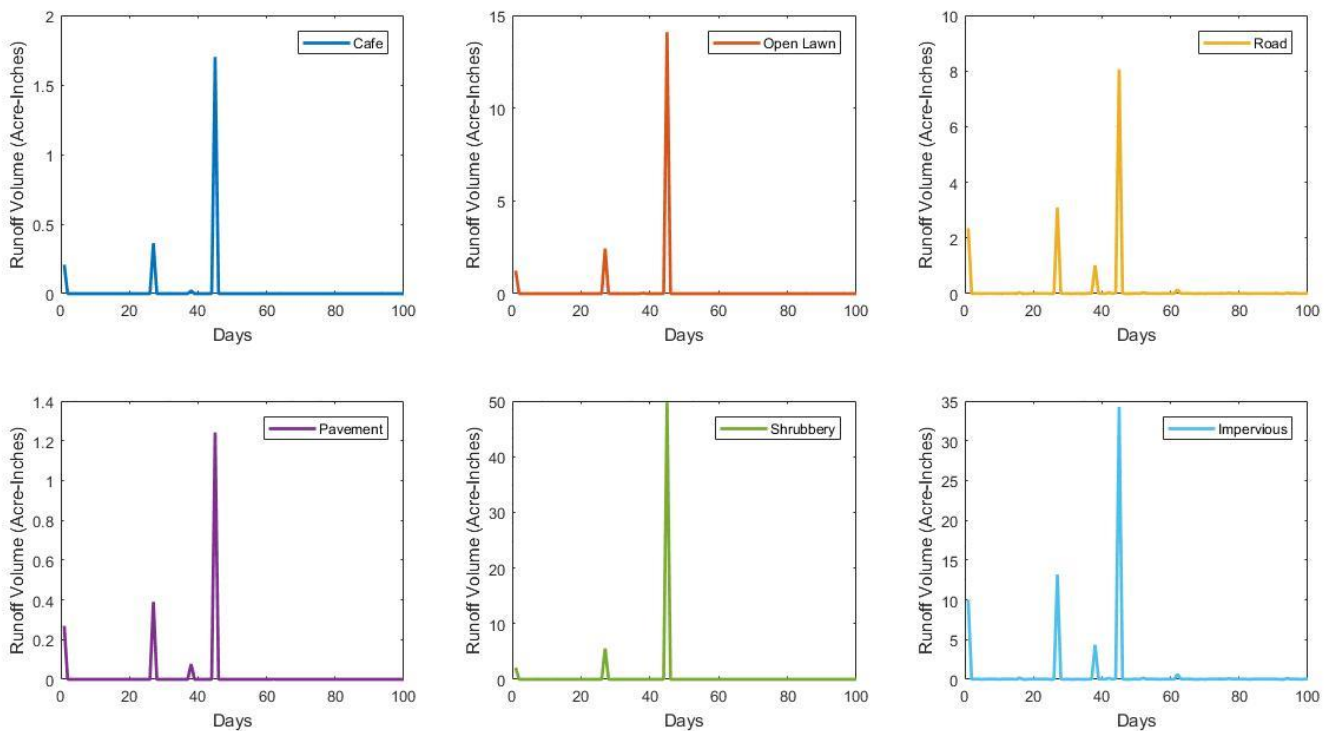 Cafe
Runoff Volume (Acre-Inches)
2
1.5
1
0.5
0
0 20 40 60 80 100
Days
Open Lawn
Runoff Volume (Acre-Inches)
15
10
5
0
0 20 40 60 80 100
Days
Road
Runoff Volume (Acre-Inches)
10
8
6
4
2
0
0 20 40 60 80 100
Days
Pavement
Runoff Volume (Acre-Inches)
1.4
1.2
1
0.8
0.6
0.4
0.2
0
0 20 40 60 80 100
Days
Shrubbery
Runoff Volume (Acre-Inches)
50
40
30
20
10
0
0 20 40 60 80 100
Days
Impervious
Runoff Volume (Acre-Inches)
35
30
25
20
15
10
5
0
0 20 40 60 80 100
Days